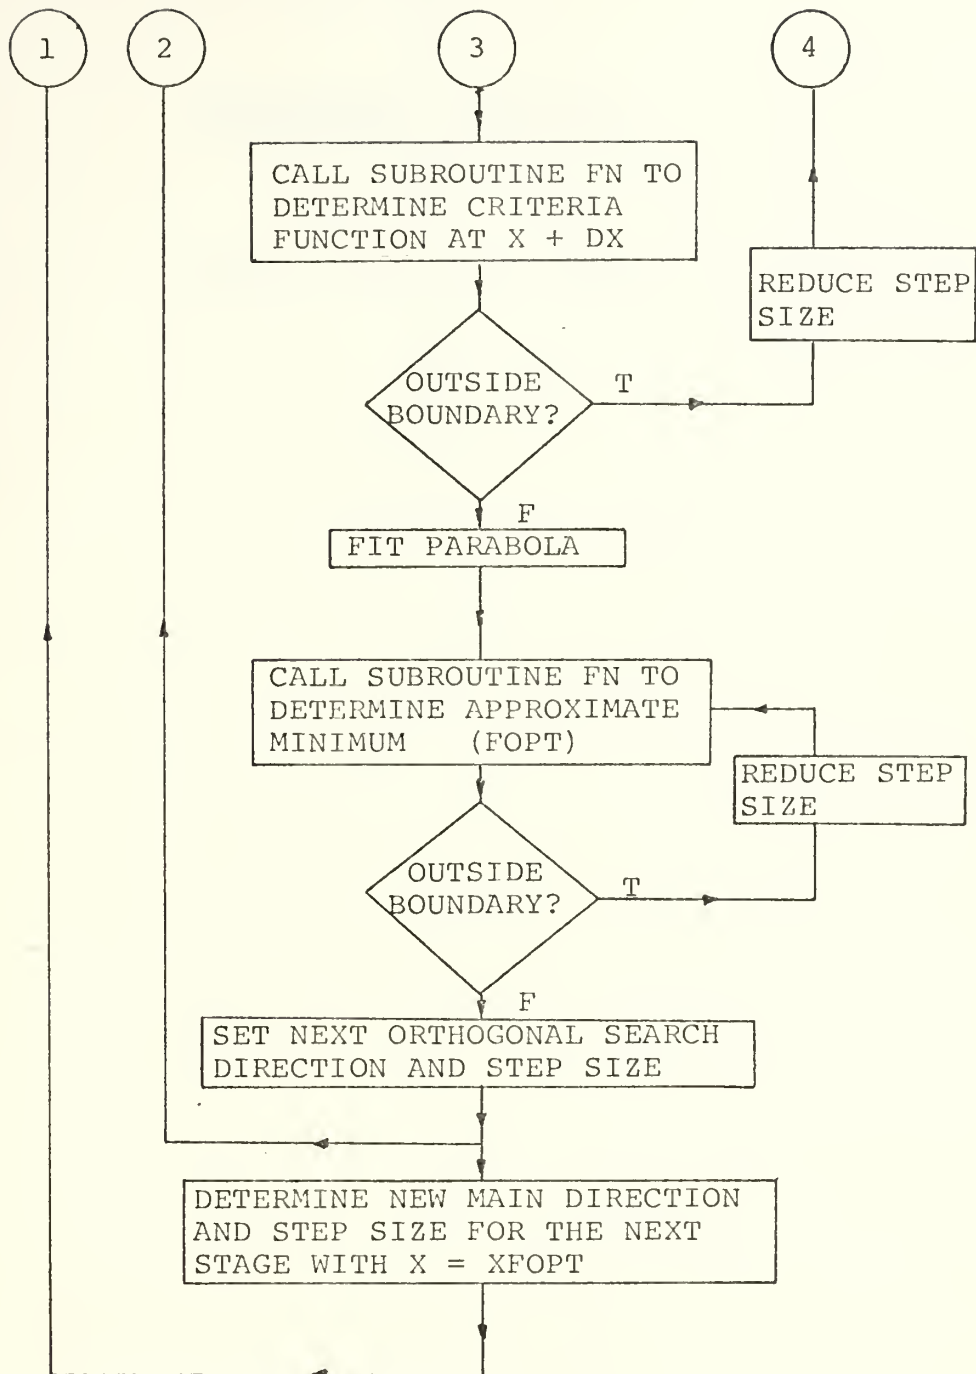 1
2
3
4
CALL SUBROUTINE FN TO
DETERMINE CRITERIA
FUNCTION AT X + DX
REDUCE STEP
SIZE
OUTSIDE
BOUNDARY?
T
F
FIT PARABOLA
CALL SUBROUTINE FN TO
DETERMINE APPROXIMATE
MINIMUM (FOPT)
REDUCE STEP
SIZE
OUTSIDE
BOUNDARY?
T
F
SET NEXT ORTHOGONAL SEARCH
DIRECTION AND STEP SIZE
DETERMINE NEW MAIN DIRECTION
AND STEP SIZE FOR THE NEXT
STAGE WITH X = XFOPT